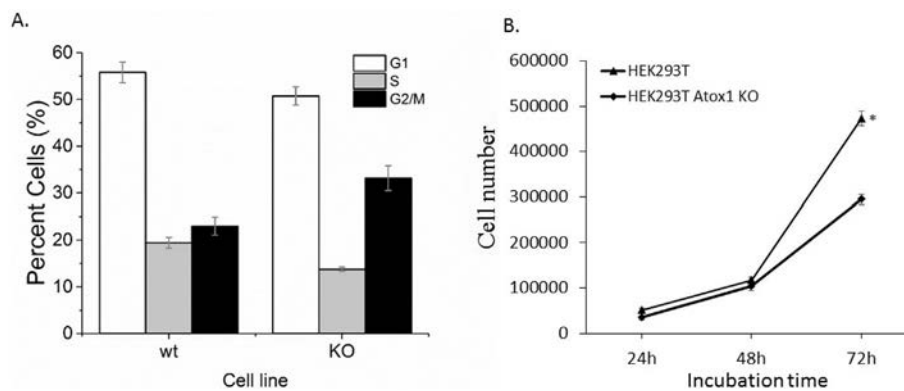 A.
Percent Cells (%)
60
50
40
30
20
10
0
G1
S
G2/M
wt
KO
Cell line
B.
Cell number
600000
500000
400000
300000
200000
100000
0
HEK293T
HEK293T Atox1 KO
*
24h
48h
72h
Incubation time